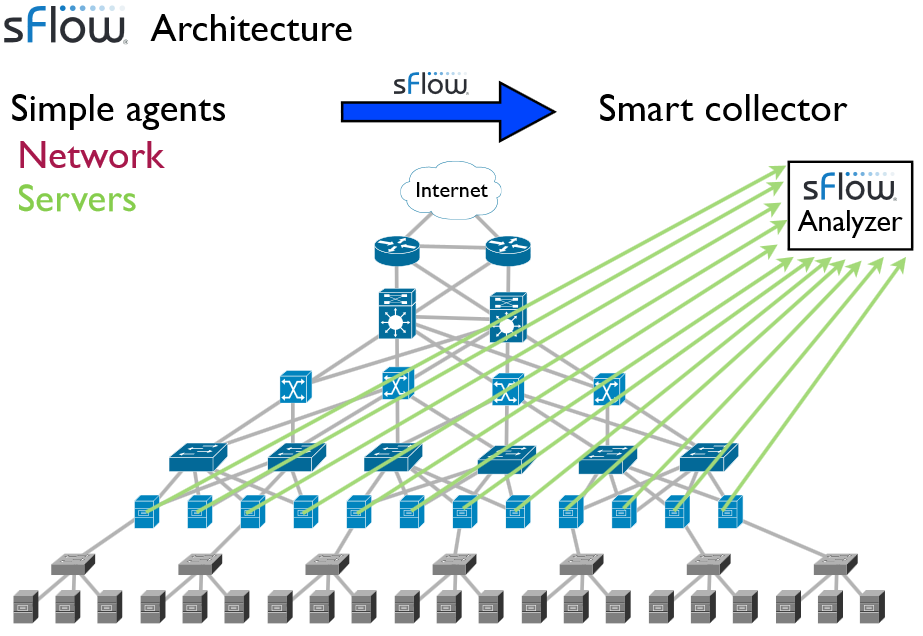 sFlow® Architecture
sFlow®
Simple agents
Smart collector
Network
Servers
Internet
sFlow®
Analyzer